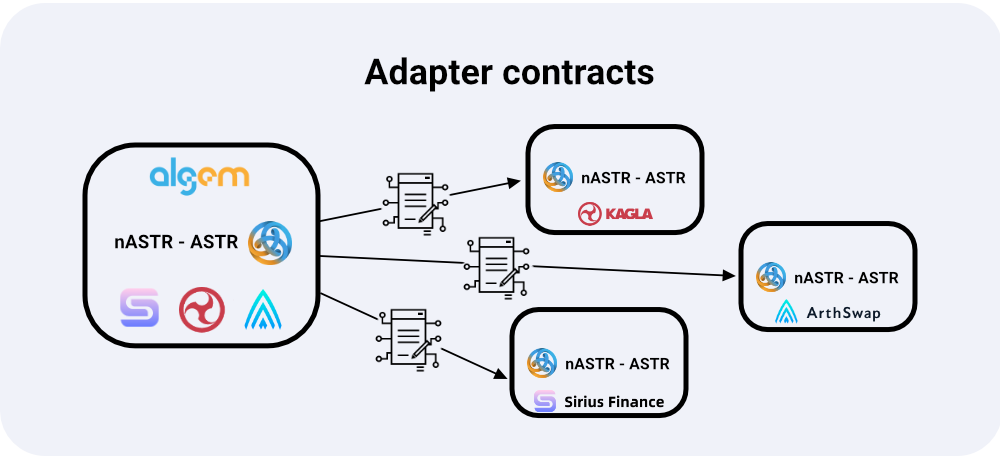 Adapter contracts
algem
nASTR - ASTR
nASTR - ASTR
KAGLA
nASTR - ASTR
ArthSwap
nASTR - ASTR
Sirius Finance